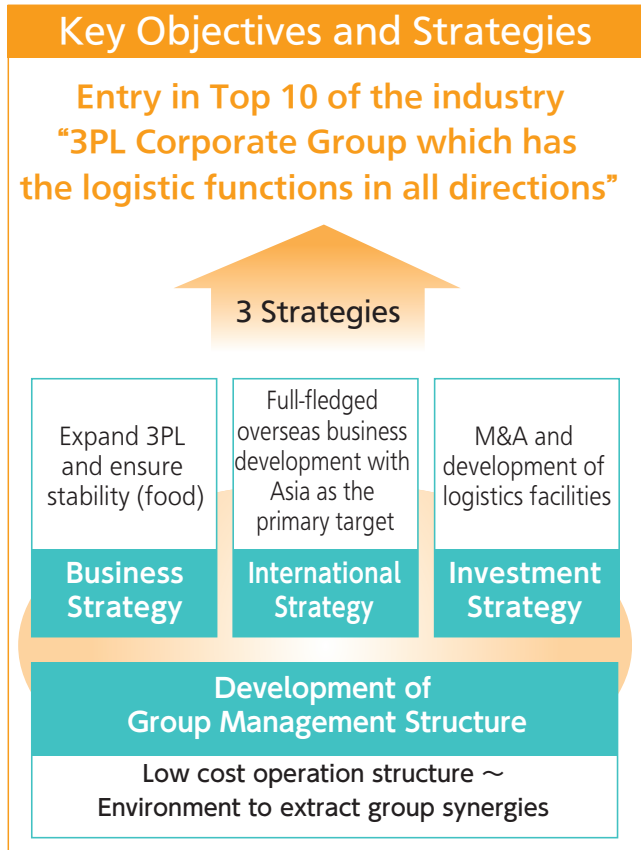 Key Objectives and Strategies
Entry in Top 10 of the industry
“3PL Corporate Group which has
the logistic functions in all directions”
3 Strategies
Expand 3PL
and ensure
stability (food)
Business
Strategy
Full-fledged
overseas business
development with
Asia as the
primary target
International
Strategy
M&A and
development of
logistics facilities
Investment
Strategy
Development of
Group Management Structure
Low cost operation structure ～
Environment to extract group synergies